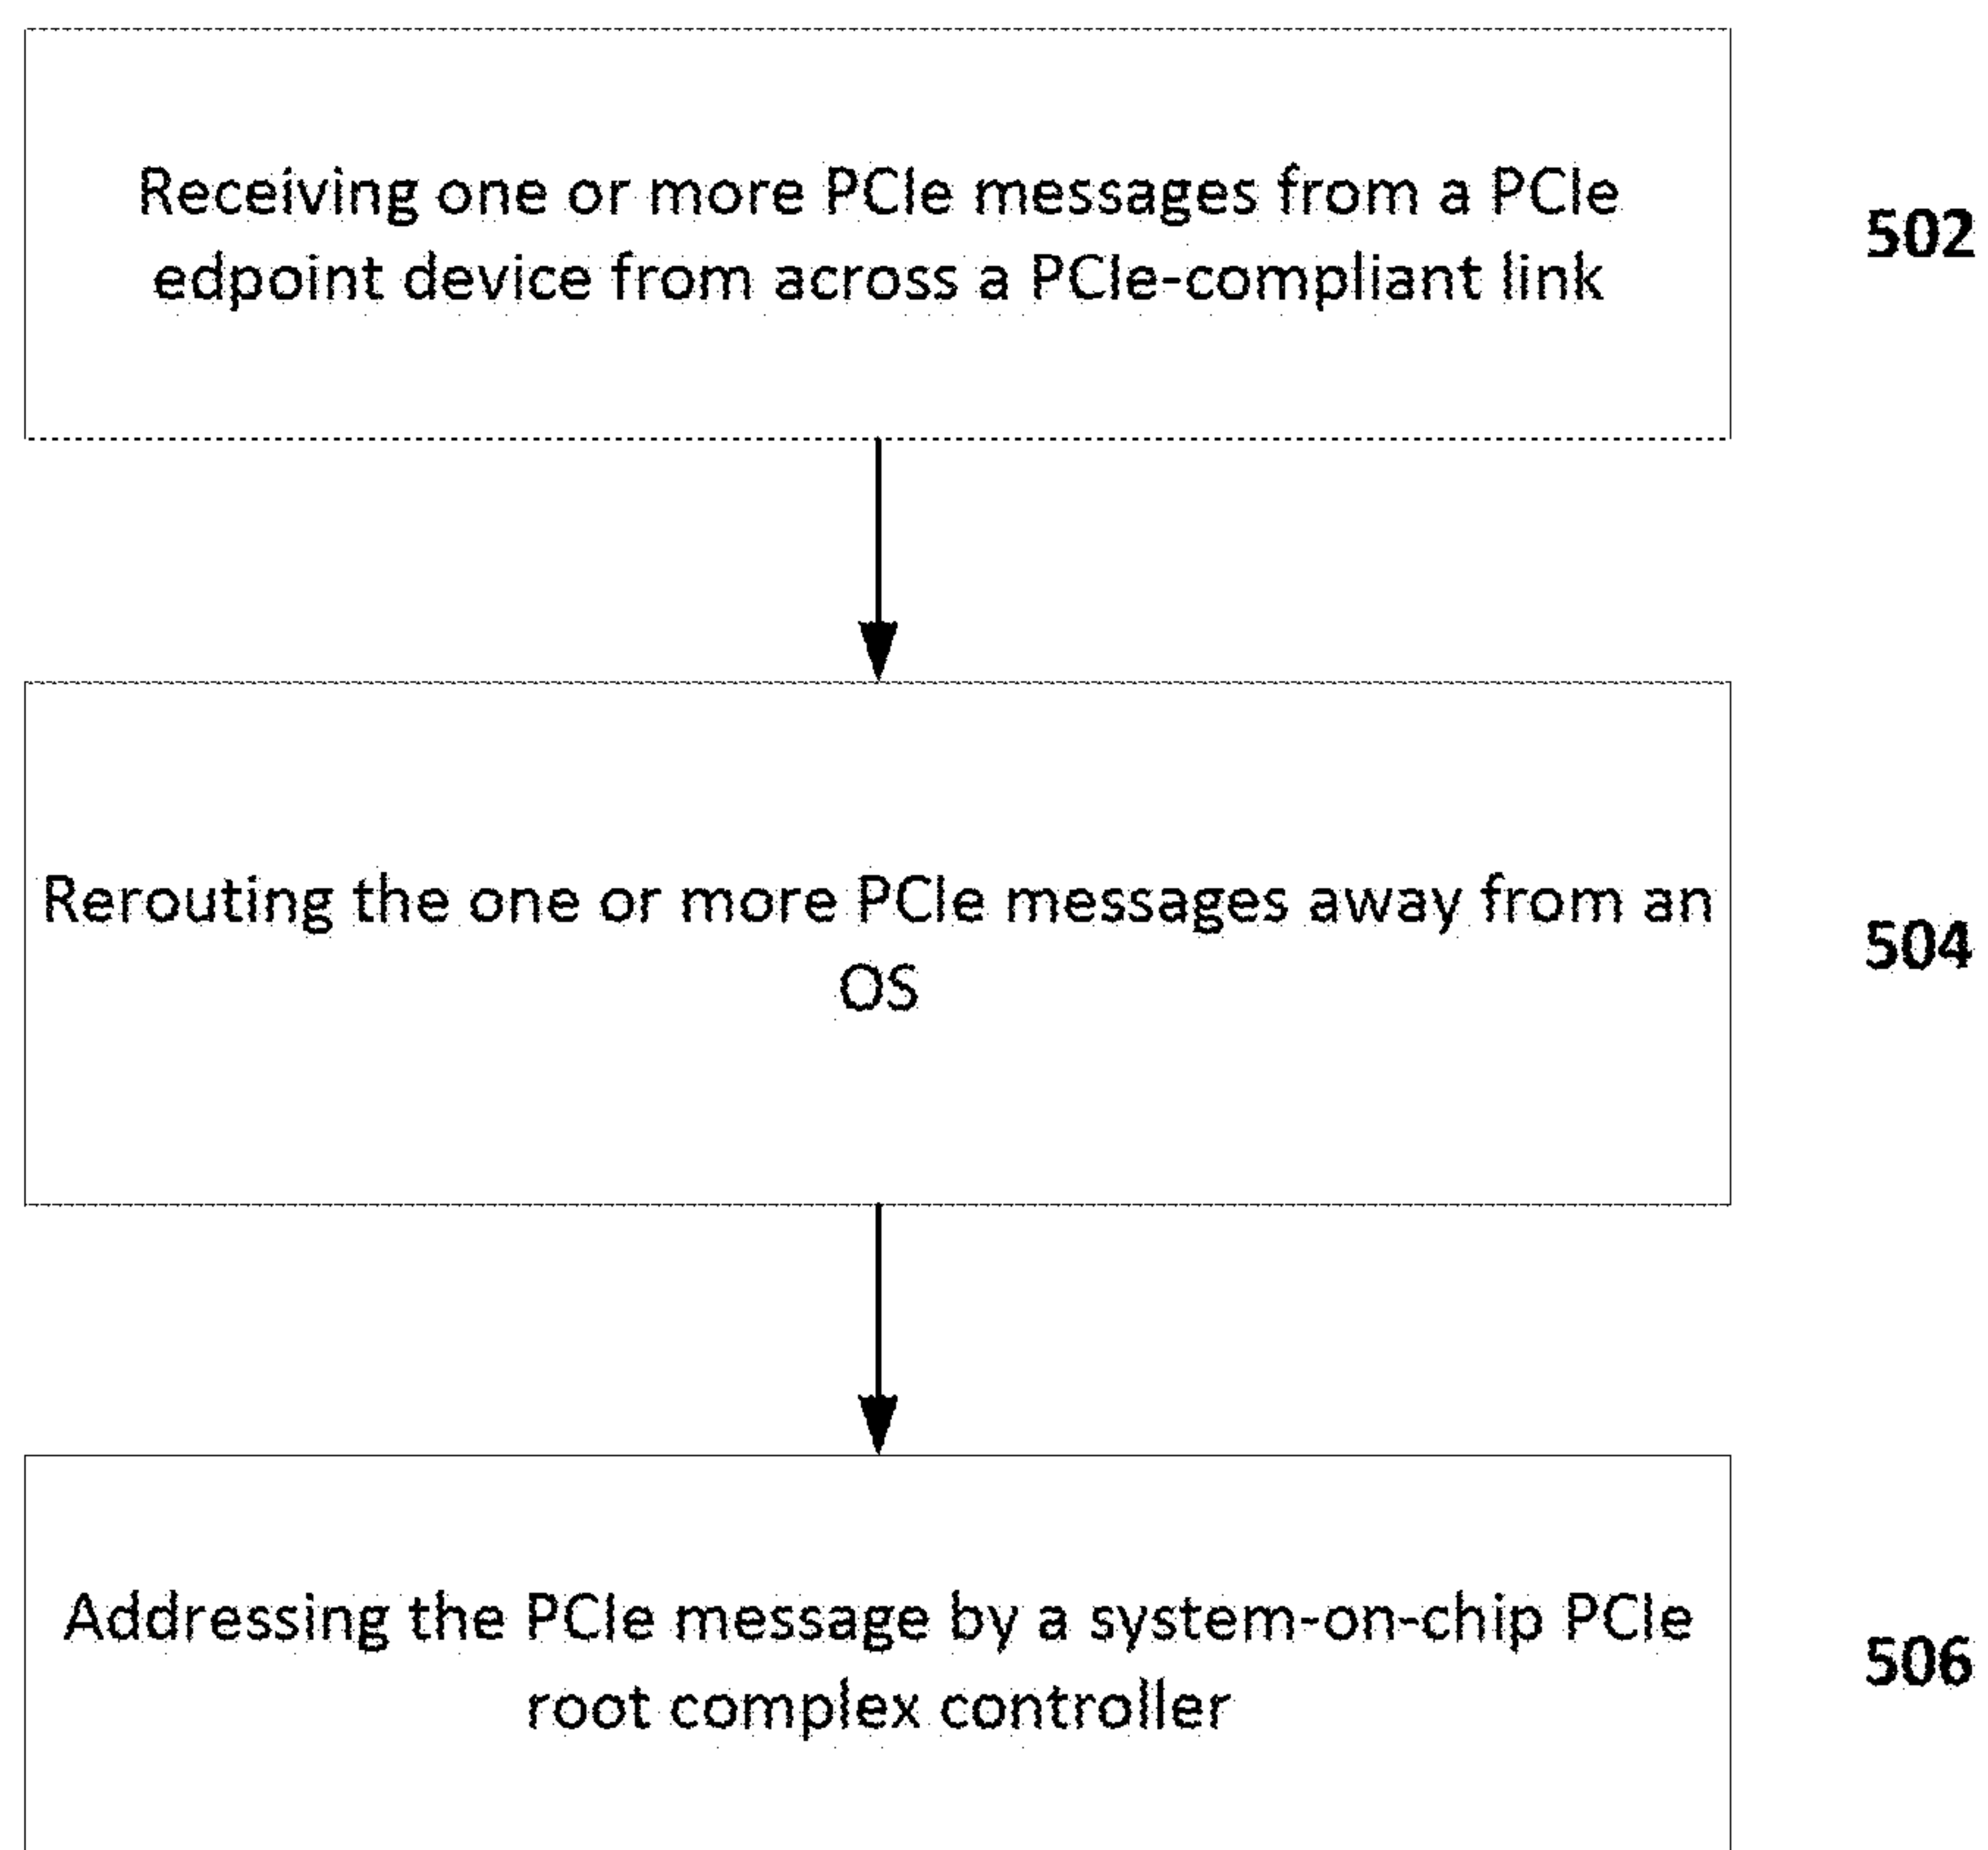 Receiving one or more PCIe messages from a PCIe
edpoint device from across a PCIe-compliant link
502
Rerouting the one or more PCIe messages away from an
OS
504
Addressing the PCIe message by a system-on-chip PCIe
root complex controller
506